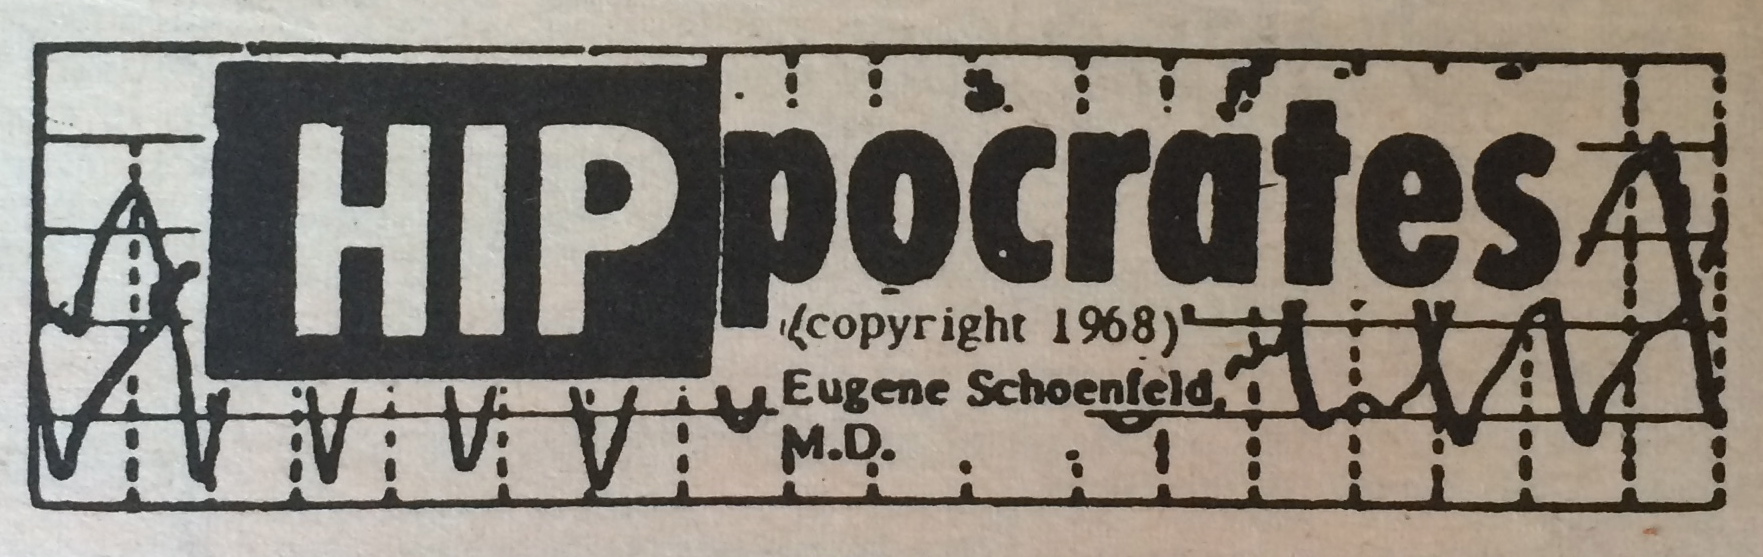 HIPpocrates
(copyright 1968)
Eugene Schoenfeld,
M.D.